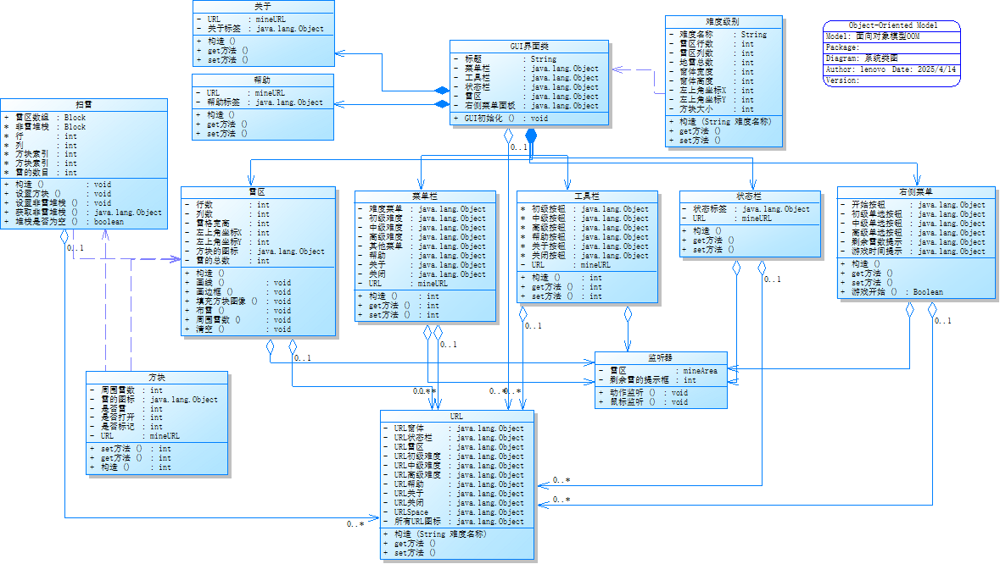 关于
- URL : mineURL
- 关于标签 : java.lang.Object
+ 构造 ()
+ get方法 ()
+ set方法 ()
帮助
- URL : mineURL
- 帮助标签 : java.lang.Object
+ 构造 ()
+ get方法 ()
+ set方法 ()
GUI界面类
- 标题 : String
- 菜单栏 : java.lang.Object
- 工具栏 : java.lang.Object
- 状态栏 : java.lang.Object
- 雷区 : java.lang.Object
- 右侧菜单面板 : java.lang.Object
+ GUI初始化 () : void
难度级别
- 难度名称 : String
- 雷区行数 : int
- 雷区列数 : int
- 地雷总数 : int
- 窗体宽度 : int
- 窗体高度 : int
- 左上角坐标X : int
- 左上角坐标Y : int
- 方块大小 : int
+ 构造 (String 难度名称)
+ get方法 ()
+ set方法 ()
Object-Oriented Model
Model: 面向对象模型OOM
Package:
Diagram: 系统类图
Author: lenovo Date: 2025/4/14
Version:
扫雷
+ 雷区数组 : Block
* 非雷堆栈 : Block
* 行 : int
* 列 : int
* 方块索引 : int
* 方块索引 : int
* 雷的数目 : int
+ 构造 () : void
+ 设置方块 () : void
+ 设置非雷堆栈 () : void
+ 获取非雷堆栈 () : java.lang.Object
+ 堆栈是否为空 () : boolean
0..1
0..1
雷区
- 行数 : int
- 列数 : int
- 雷格宽高 : int
- 左上角坐标X : int
- 左上角坐标Y : int
- 方块的图标 : java.lang.Object
- 雷的总数 : int
+ 构造 ()
+ 画线 () : void
+ 画边框 () : void
+ 填充方块图像 () : void
+ 布雷 () : void
+ 周围雷数 () : void
+ 清空 () : void
菜单栏
- 难度菜单 : java.lang.Object
- 初级难度 : java.lang.Object
- 中级难度 : java.lang.Object
- 高级难度 : java.lang.Object
- 其他菜单 : java.lang.Object
- 帮助 : java.lang.Object
- 关于 : java.lang.Object
- 关闭 : java.lang.Object
- URL : mineURL
+ 构造 () : int
+ get方法 () : int
+ set方法 () : int
工具栏
* 初级按钮 : java.lang.Object
* 中级按钮 : java.lang.Object
* 高级按钮 : java.lang.Object
* 帮助按钮 : java.lang.Object
* 关于按钮 : java.lang.Object
* 关闭按钮 : java.lang.Object
- URL : mineURL
+ 构造 () : int
+ get方法 () : int
+ set方法 () : int
状态栏
- 状态标签 : java.lang.Object
- URL : mineURL
+ 构造 ()
+ get方法 ()
+ set方法 ()
右侧菜单
- 开始按钮 : java.lang.Object
- 初级单选按钮 : java.lang.Object
- 中级单选按钮 : java.lang.Object
- 高级单选按钮 : java.lang.Object
- 剩余雷数提示 : java.lang.Object
- 游戏时间提示 : java.lang.Object
+ 构造 ()
+ get方法 ()
+ set方法 ()
+ 游戏开始 () : Boolean
0..1
0..1
0..1
0..1
0..1
监听器
- 雷区 : mineArea
- 剩余雷的提示框 : int
+ 动作监听 () : void
+ 鼠标监听 () : void
方块
- 周围雷数 : int
- 雷的图标 : java.lang.Object
- 是否雷 : int
- 是否打开 : int
- 是否标记 : int
- URL : mineURL
+ set方法 () : int
+ get方法 () : int
+ 构造 () : int
0..*
0..*
0..*
URL
- URL窗体 : java.lang.Object
- URL状态栏 : java.lang.Object
- URL雷区 : java.lang.Object
- URL初级难度 : java.lang.Object
- URL中级难度 : java.lang.Object
- URL高级难度 : java.lang.Object
- URL帮助 : java.lang.Object
- URL关于 : java.lang.Object
- URL关闭 : java.lang.Object
- URLSpace : java.lang.Object
- 所有URL图标 : java.lang.Object
+ 构造 (String 难度名称)
+ get方法 ()
+ set方法 ()
0..*
0..*
0..*